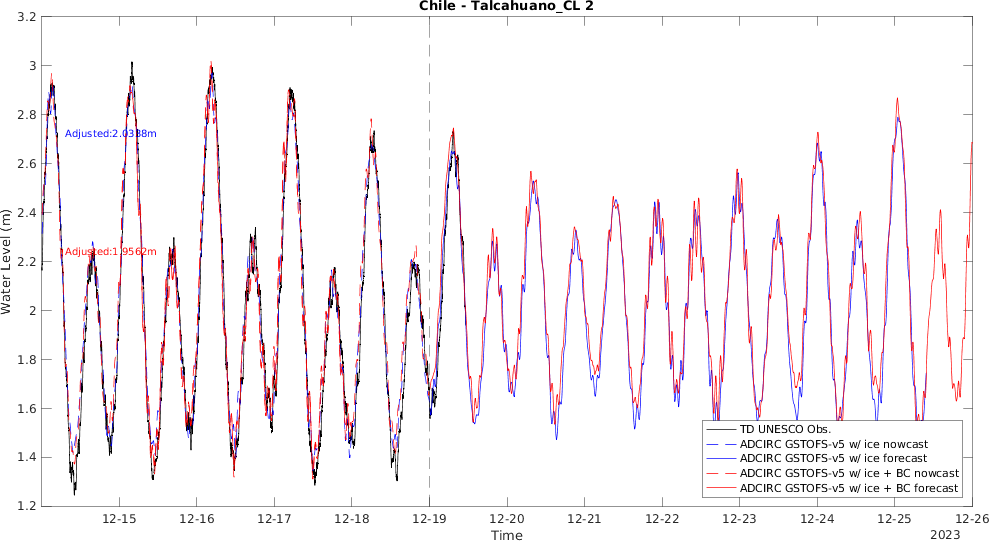 Chile - Talcahuano_CL 2
3.2
3
2.8
2.6
2.4
2.2
2
1.8
1.6
1.4
1.2
Water Level (m)
Adjusted:2.0338m
Adjusted:1.9562m
TD UNESCO Obs.
ADCIRC GSTOFS-v5 w/ ice nowcast
ADCIRC GSTOFS-v5 w/ ice forecast
ADCIRC GSTOFS-v5 w/ ice + BC nowcast
ADCIRC GSTOFS-v5 w/ ice + BC forecast
12-15 12-16 12-17 12-18 12-19 12-20 12-21 12-22 12-23 12-24 12-25 12-26
Time
2023